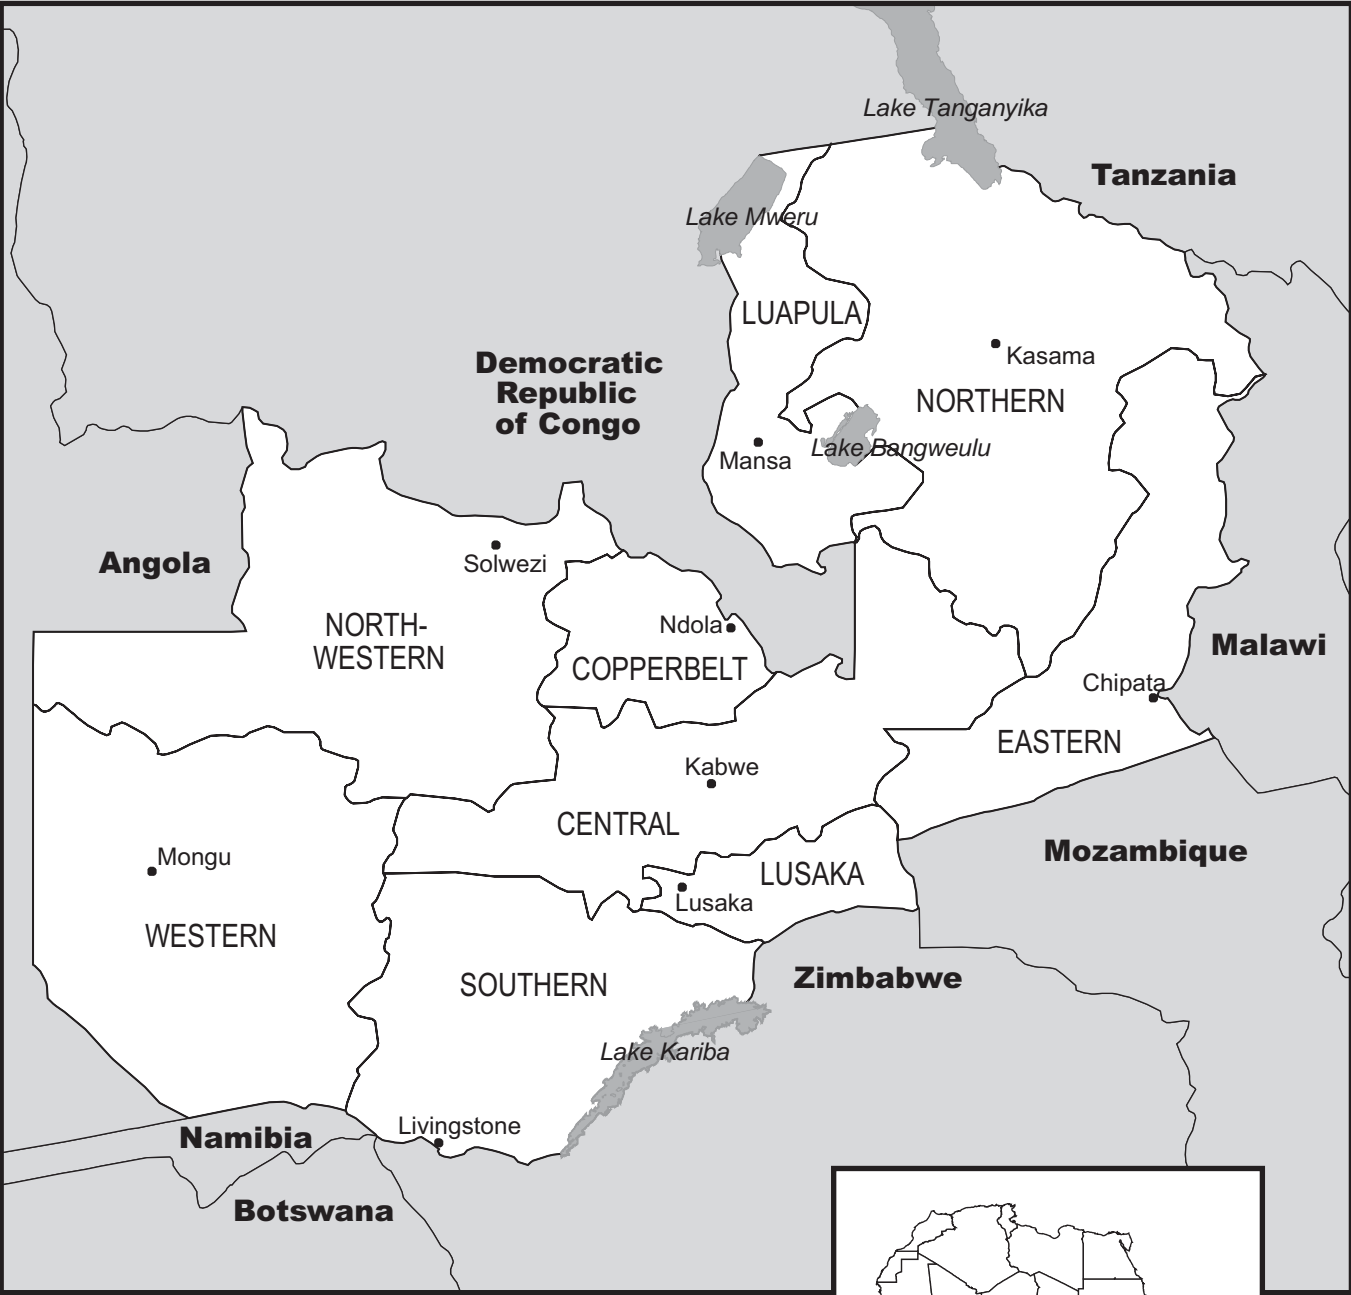 Lake Tanganyika
Tanzania
Lake Mweru
LUAPULA
Kasama
Democratic
Republic
of Congo
NORTHERN
Mansa
Lake Bangweulu
Angola
Solwezi
NORTH-
WESTERN
Ndola
COPPERBELT
Malawi
Chipata
EASTERN
Kabwe
CENTRAL
Mozambique
Mongu
LUSAKA
Lusaka
WESTERN
SOUTHERN
Zimbabwe
Lake Kariba
Livingstone
Namibia
Botswana